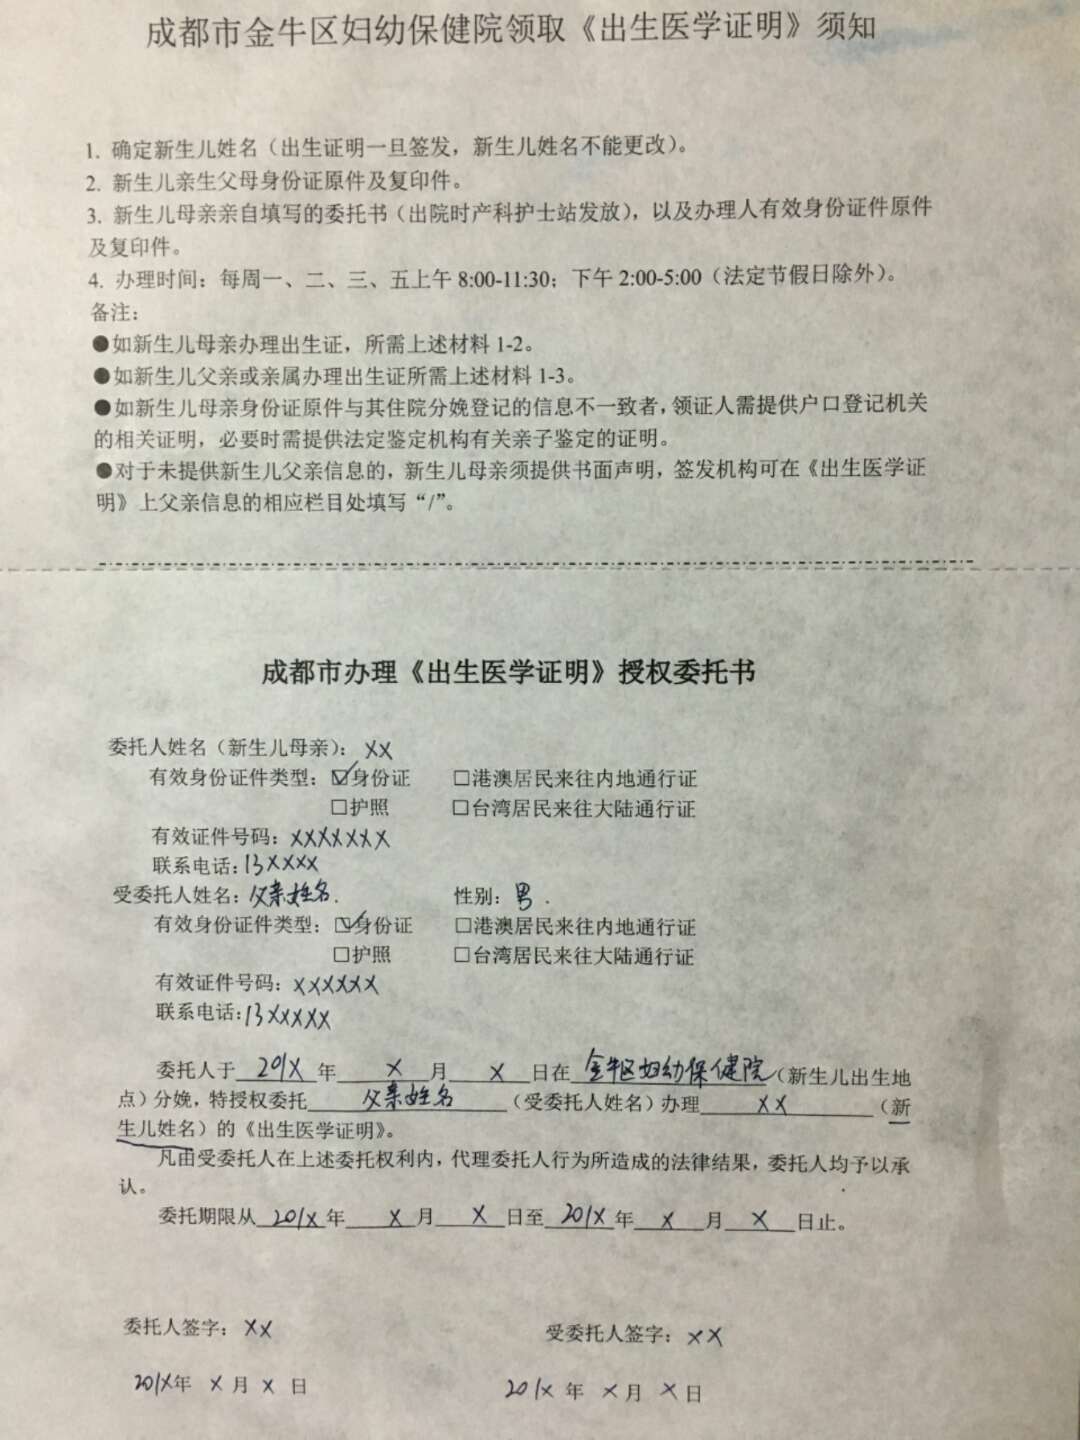 成都市金牛区妇幼保健院领取《出生医学证明》须知
1. 确定新生儿姓名（出生证明一旦签发，新生儿姓名不能更改）。
2. 新生儿亲生父母身份证原件及复印件。
3. 新生儿母亲亲自填写的委托书（出院时产科护士站发放），以及办理人有效身份证件原件
及复印件。
4. 办理时间：每周一、二、三、五上午 8:00-11:30；下午 2:00-5:00（法定节假日除外）。
备注：
●如新生儿母亲办理出生证，所需上述材料 1-2。
●如新生儿父亲或亲属办理出生证所需上述材料 1-3。
●如新生儿母亲身份证原件与其住院分娩登记的信息不一致者，领证人需提供户口登记机关
的相关证明，必要时需提供法定鉴定机构有关亲子鉴定的证明。
●对于未提供新生儿父亲信息的，新生儿母亲须提供书面声明，签发机构可在《出生医学证
明》上父亲信息的相应栏目处填写“/”。
成都市办理《出生医学证明》授权委托书
委托人姓名（新生儿母亲）：XX
有效身份证件类型：☑身份证 □港澳居民来往内地通行证
□护照 □台湾居民来往大陆通行证
有效证件号码：XXXXXXX
联系电话：13XXXX
受委托人姓名：父亲姓名. 性别：男.
有效身份证件类型：☑身份证 □港澳居民来往内地通行证
□护照 □台湾居民来往大陆通行证
有效证件号码：XXXXXX
联系电话：13XXXXX
委托人于 201X 年 X 月 X 日在 金牛区妇幼保健院（新生儿出生地
点）分娩，特授权委托 父亲姓名 （受委托人姓名）办理 XX （新
生儿姓名）的《出生医学证明》。
凡由受委托人在上述委托权利内，代理委托人行为所造成的法律结果，委托人均予以承
认。
委托期限从 201X 年 X 月 X 日至 201X 年 X 月 X 日止。
委托人签字：XX 受委托人签字：XX
201X年 X 月 X 日 201X 年 X 月 X 日